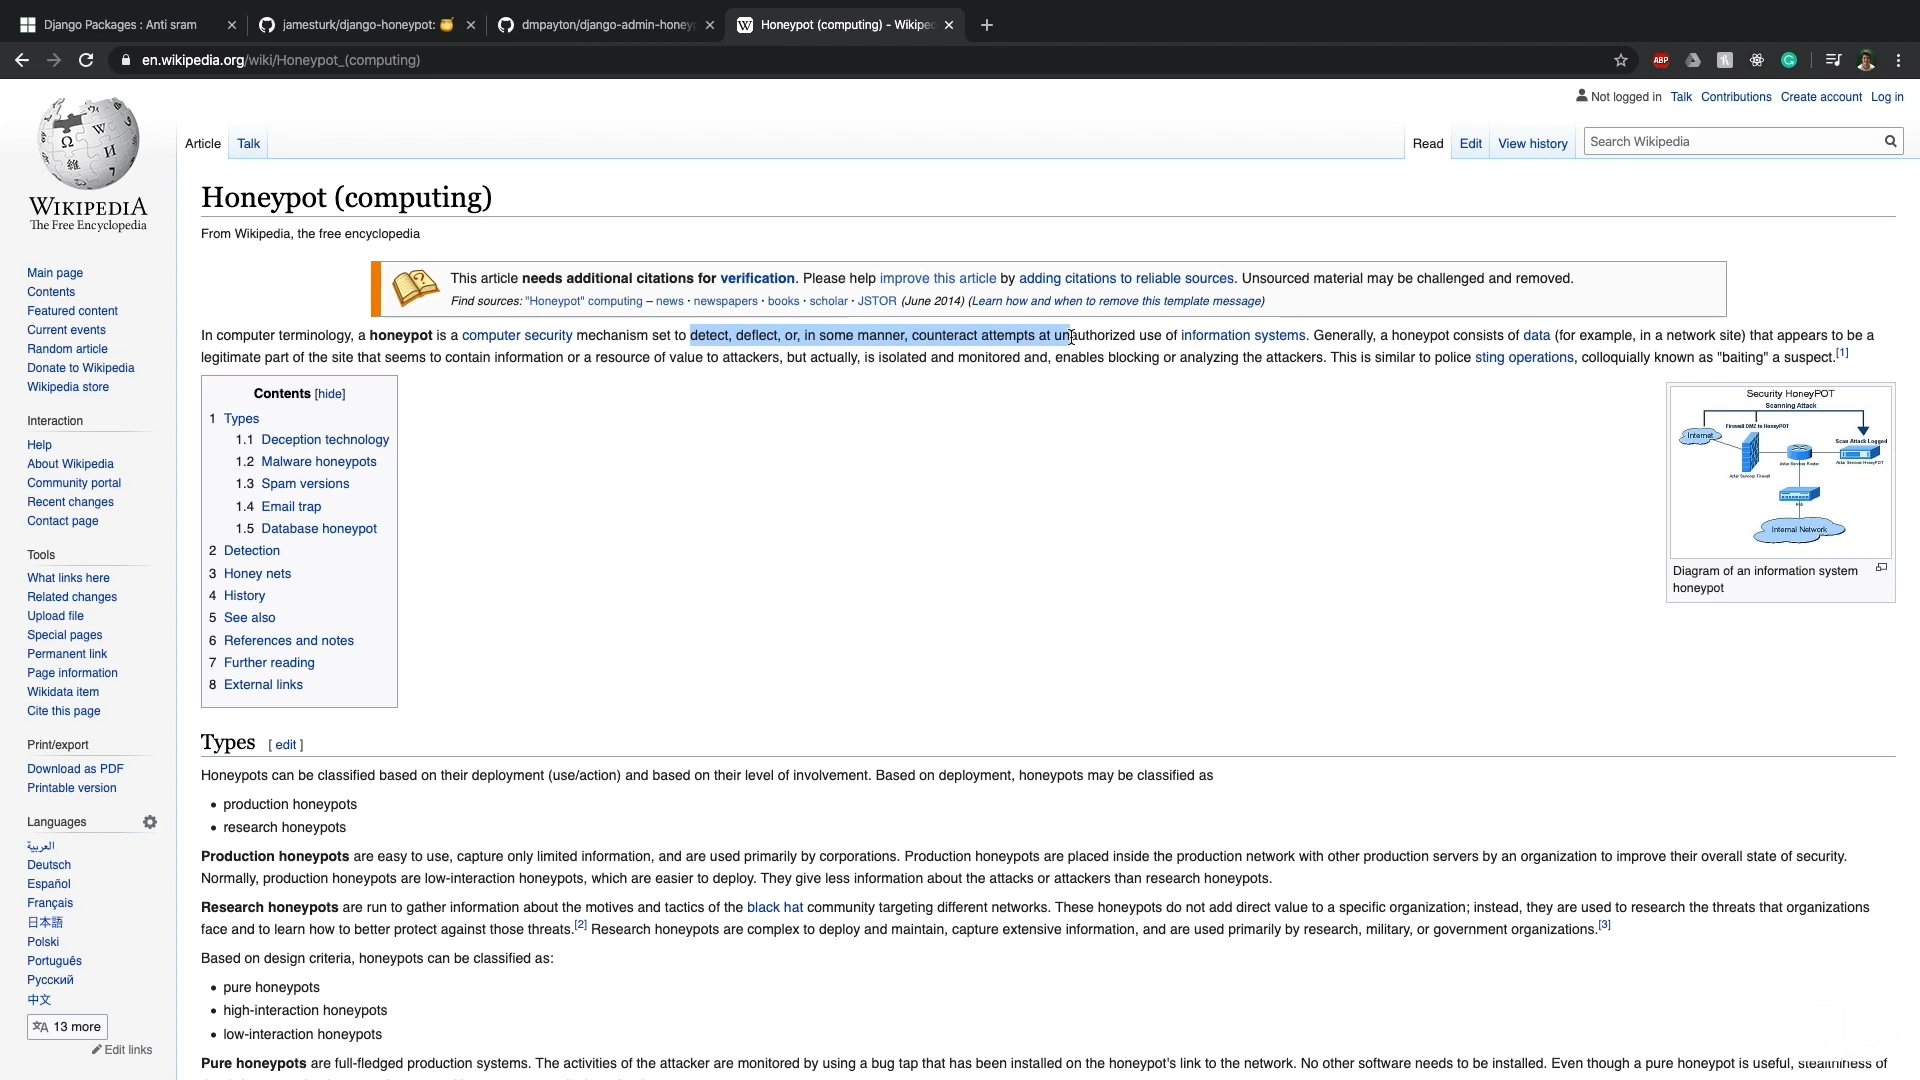 Django Packages : Anti sram
jamesturk/django-honeypot:
dmpayton/django-admin-honey
Honeypot (computing) - Wikiped
en.wikipedia.org/wiki/Honeypot_(computing)
ABP
Not logged in Talk Contributions Create account Log in
Article Talk Read Edit View history Search Wikipedia
WIKIPEDIA
The Free Encyclopedia
Main page
Contents
Featured content
Current events
Random article
Donate to Wikipedia
Wikipedia store
Interaction
Help
About Wikipedia
Community portal
Recent changes
Contact page
Tools
What links here
Related changes
Upload file
Special pages
Permanent link
Page information
Wikidata item
Cite this page
Print/export
Download as PDF
Printable version
Languages
العربية
Deutsch
Español
Français
日本語
Polski
Português
Русский
中文
13 more
Edit links
Honeypot (computing)
From Wikipedia, the free encyclopedia
This article needs additional citations for verification. Please help improve this article by adding citations to reliable sources. Unsourced material may be challenged and removed.
Find sources: "Honeypot" computing – news · newspapers · books · scholar · JSTOR (June 2014) (Learn how and when to remove this template message)
In computer terminology, a honeypot is a computer security mechanism set to detect, deflect, or, in some manner, counteract attempts at unauthorized use of information systems. Generally, a honeypot consists of data (for example, in a network site) that appears to be a
legitimate part of the site that seems to contain information or a resource of value to attackers, but actually, is isolated and monitored and, enables blocking or analyzing the attackers. This is similar to police sting operations, colloquially known as "baiting" a suspect.[1]
Contents [hide]
1 Types
1.1 Deception technology
1.2 Malware honeypots
1.3 Spam versions
1.4 Email trap
1.5 Database honeypot
2 Detection
3 Honey nets
4 History
5 See also
6 References and notes
7 Further reading
8 External links
Security HoneyPOT
Scanning Attack
Firewall DMZ to HoneyPOT
Internet
Scan Attack Logged
Internal Network
Diagram of an information system
honeypot
Types [ edit ]
Honeypots can be classified based on their deployment (use/action) and based on their level of involvement. Based on deployment, honeypots may be classified as
• production honeypots
• research honeypots
Production honeypots are easy to use, capture only limited information, and are used primarily by corporations. Production honeypots are placed inside the production network with other production servers by an organization to improve their overall state of security.
Normally, production honeypots are low-interaction honeypots, which are easier to deploy. They give less information about the attacks or attackers than research honeypots.
Research honeypots are run to gather information about the motives and tactics of the black hat community targeting different networks. These honeypots do not add direct value to a specific organization; instead, they are used to research the threats that organizations
face and to learn how to better protect against those threats.[2] Research honeypots are complex to deploy and maintain, capture extensive information, and are used primarily by research, military, or government organizations.[3]
Based on design criteria, honeypots can be classified as:
• pure honeypots
• high-interaction honeypots
• low-interaction honeypots
Pure honeypots are full-fledged production systems. The activities of the attacker are monitored by using a bug tap that has been installed on the honeypot's link to the network. No other software needs to be installed. Even though a pure honeypot is useful, stealthiness of